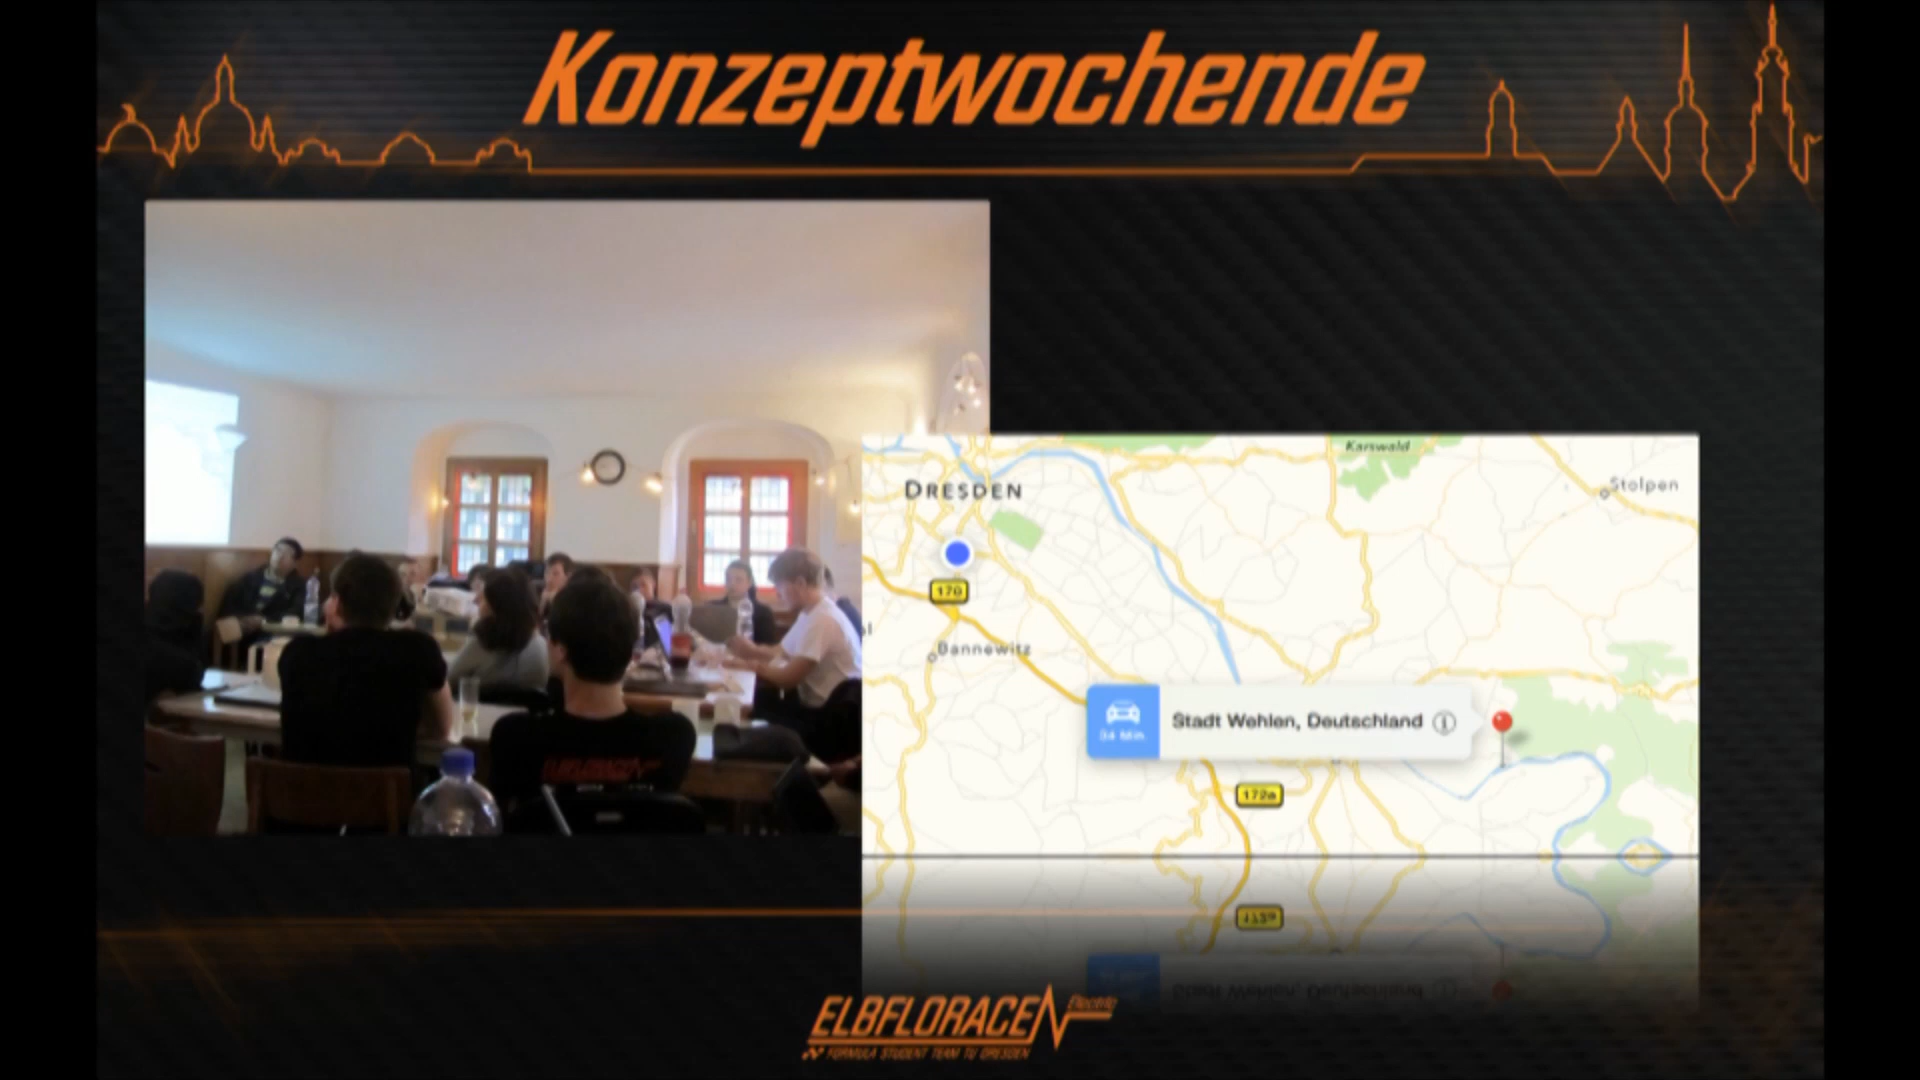 Konzeptwochende
Karswald
DRESDEN
Stolpen
170
Bannewitz
Stadt Wehlen, Deutschland
34 Min.
172a
ELBFLORACE
ELBFLORACE Electric
FORMULA STUDENT TEAM TU DRESDEN